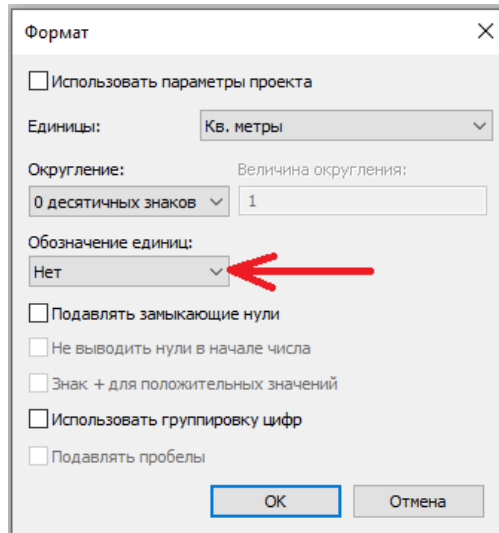 Формат
Использовать параметры проекта
Единицы: Кв. метры
Округление: Величина округления:
0 десятичных знаков 1
Обозначение единиц:
Нет
Подавлять замыкающие нули
Не выводить нули в начале числа
Знак + для положительных значений
Использовать группировку цифр
Подавлять пробелы
ОК Отмена